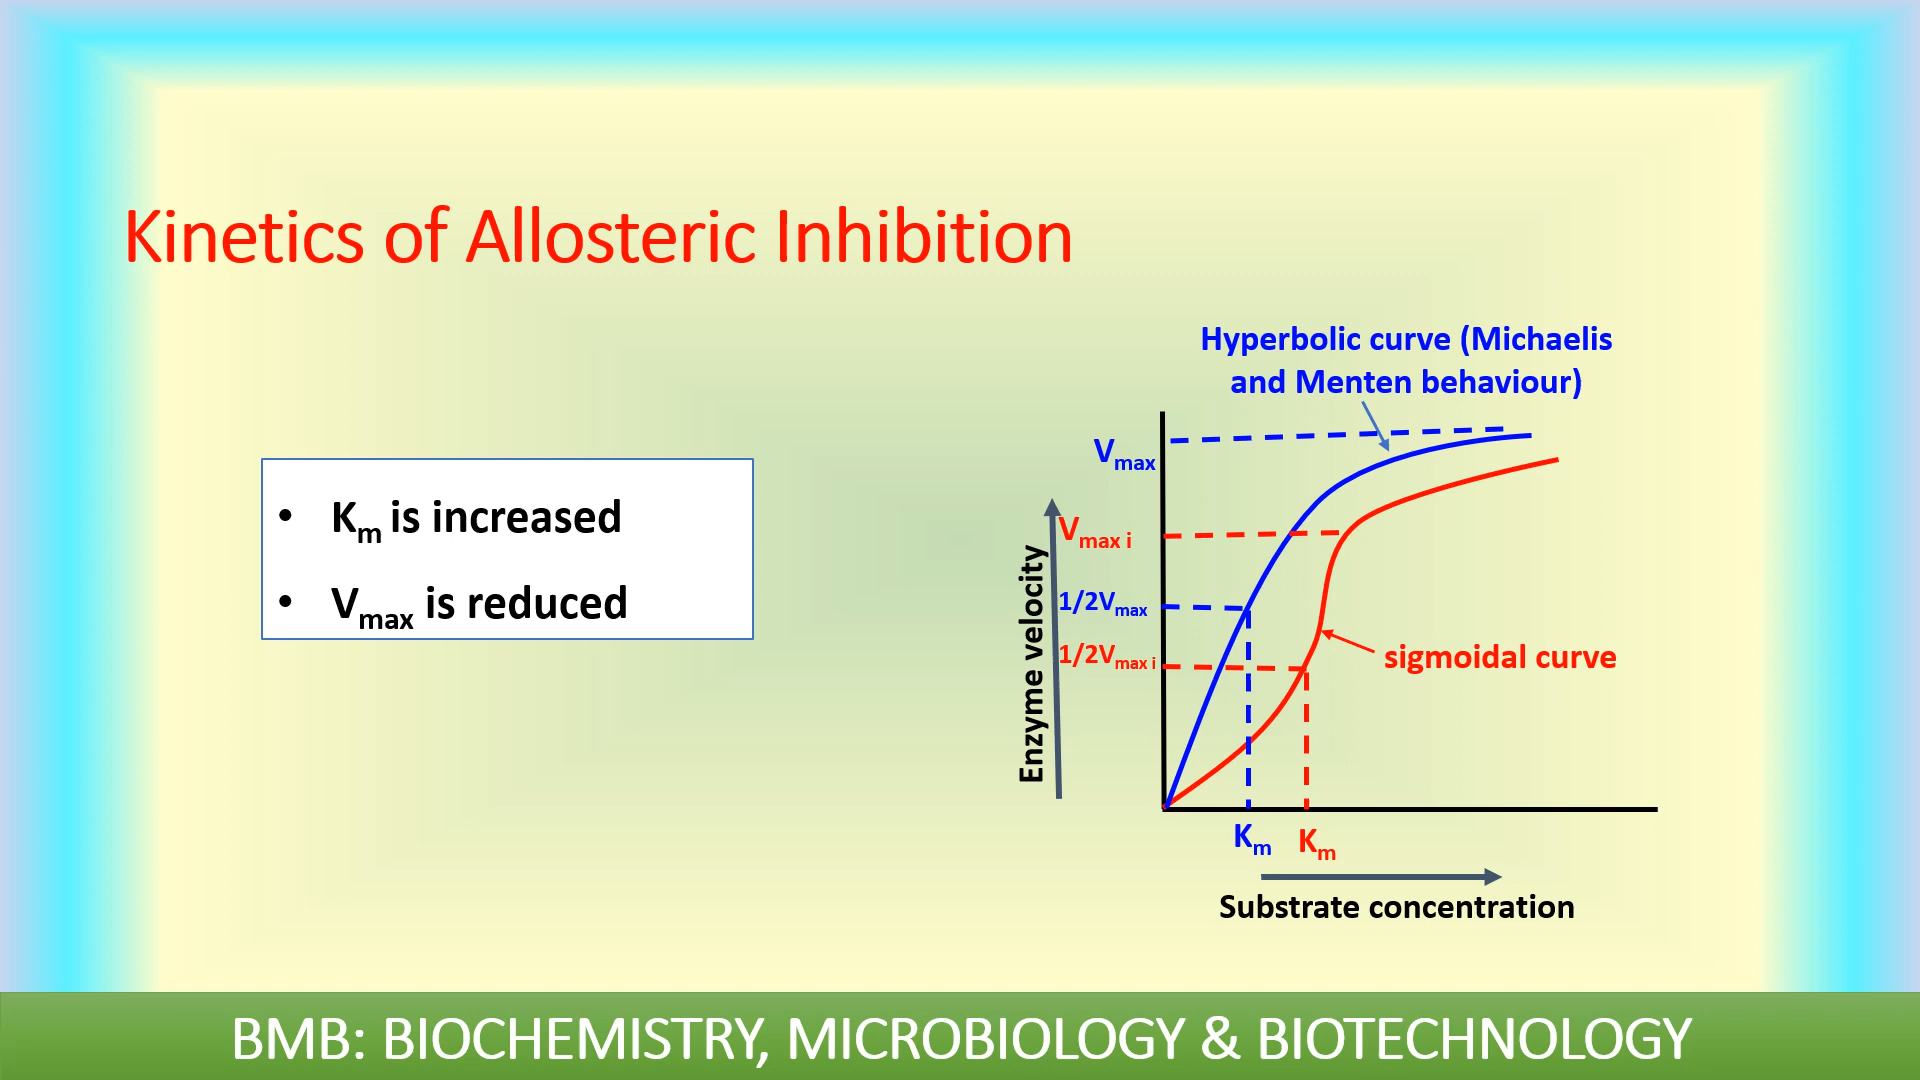 Kinetics of Allosteric Inhibition
• Km is increased
• Vmax is reduced
Hyperbolic curve (Michaelis
and Menten behaviour)
Vmax
Vmax i
1/2Vmax
1/2Vmax i
Enzyme velocity
sigmoidal curve
Km
Km
Substrate concentration
BMB: BIOCHEMISTRY, MICROBIOLOGY & BIOTECHNOLOGY